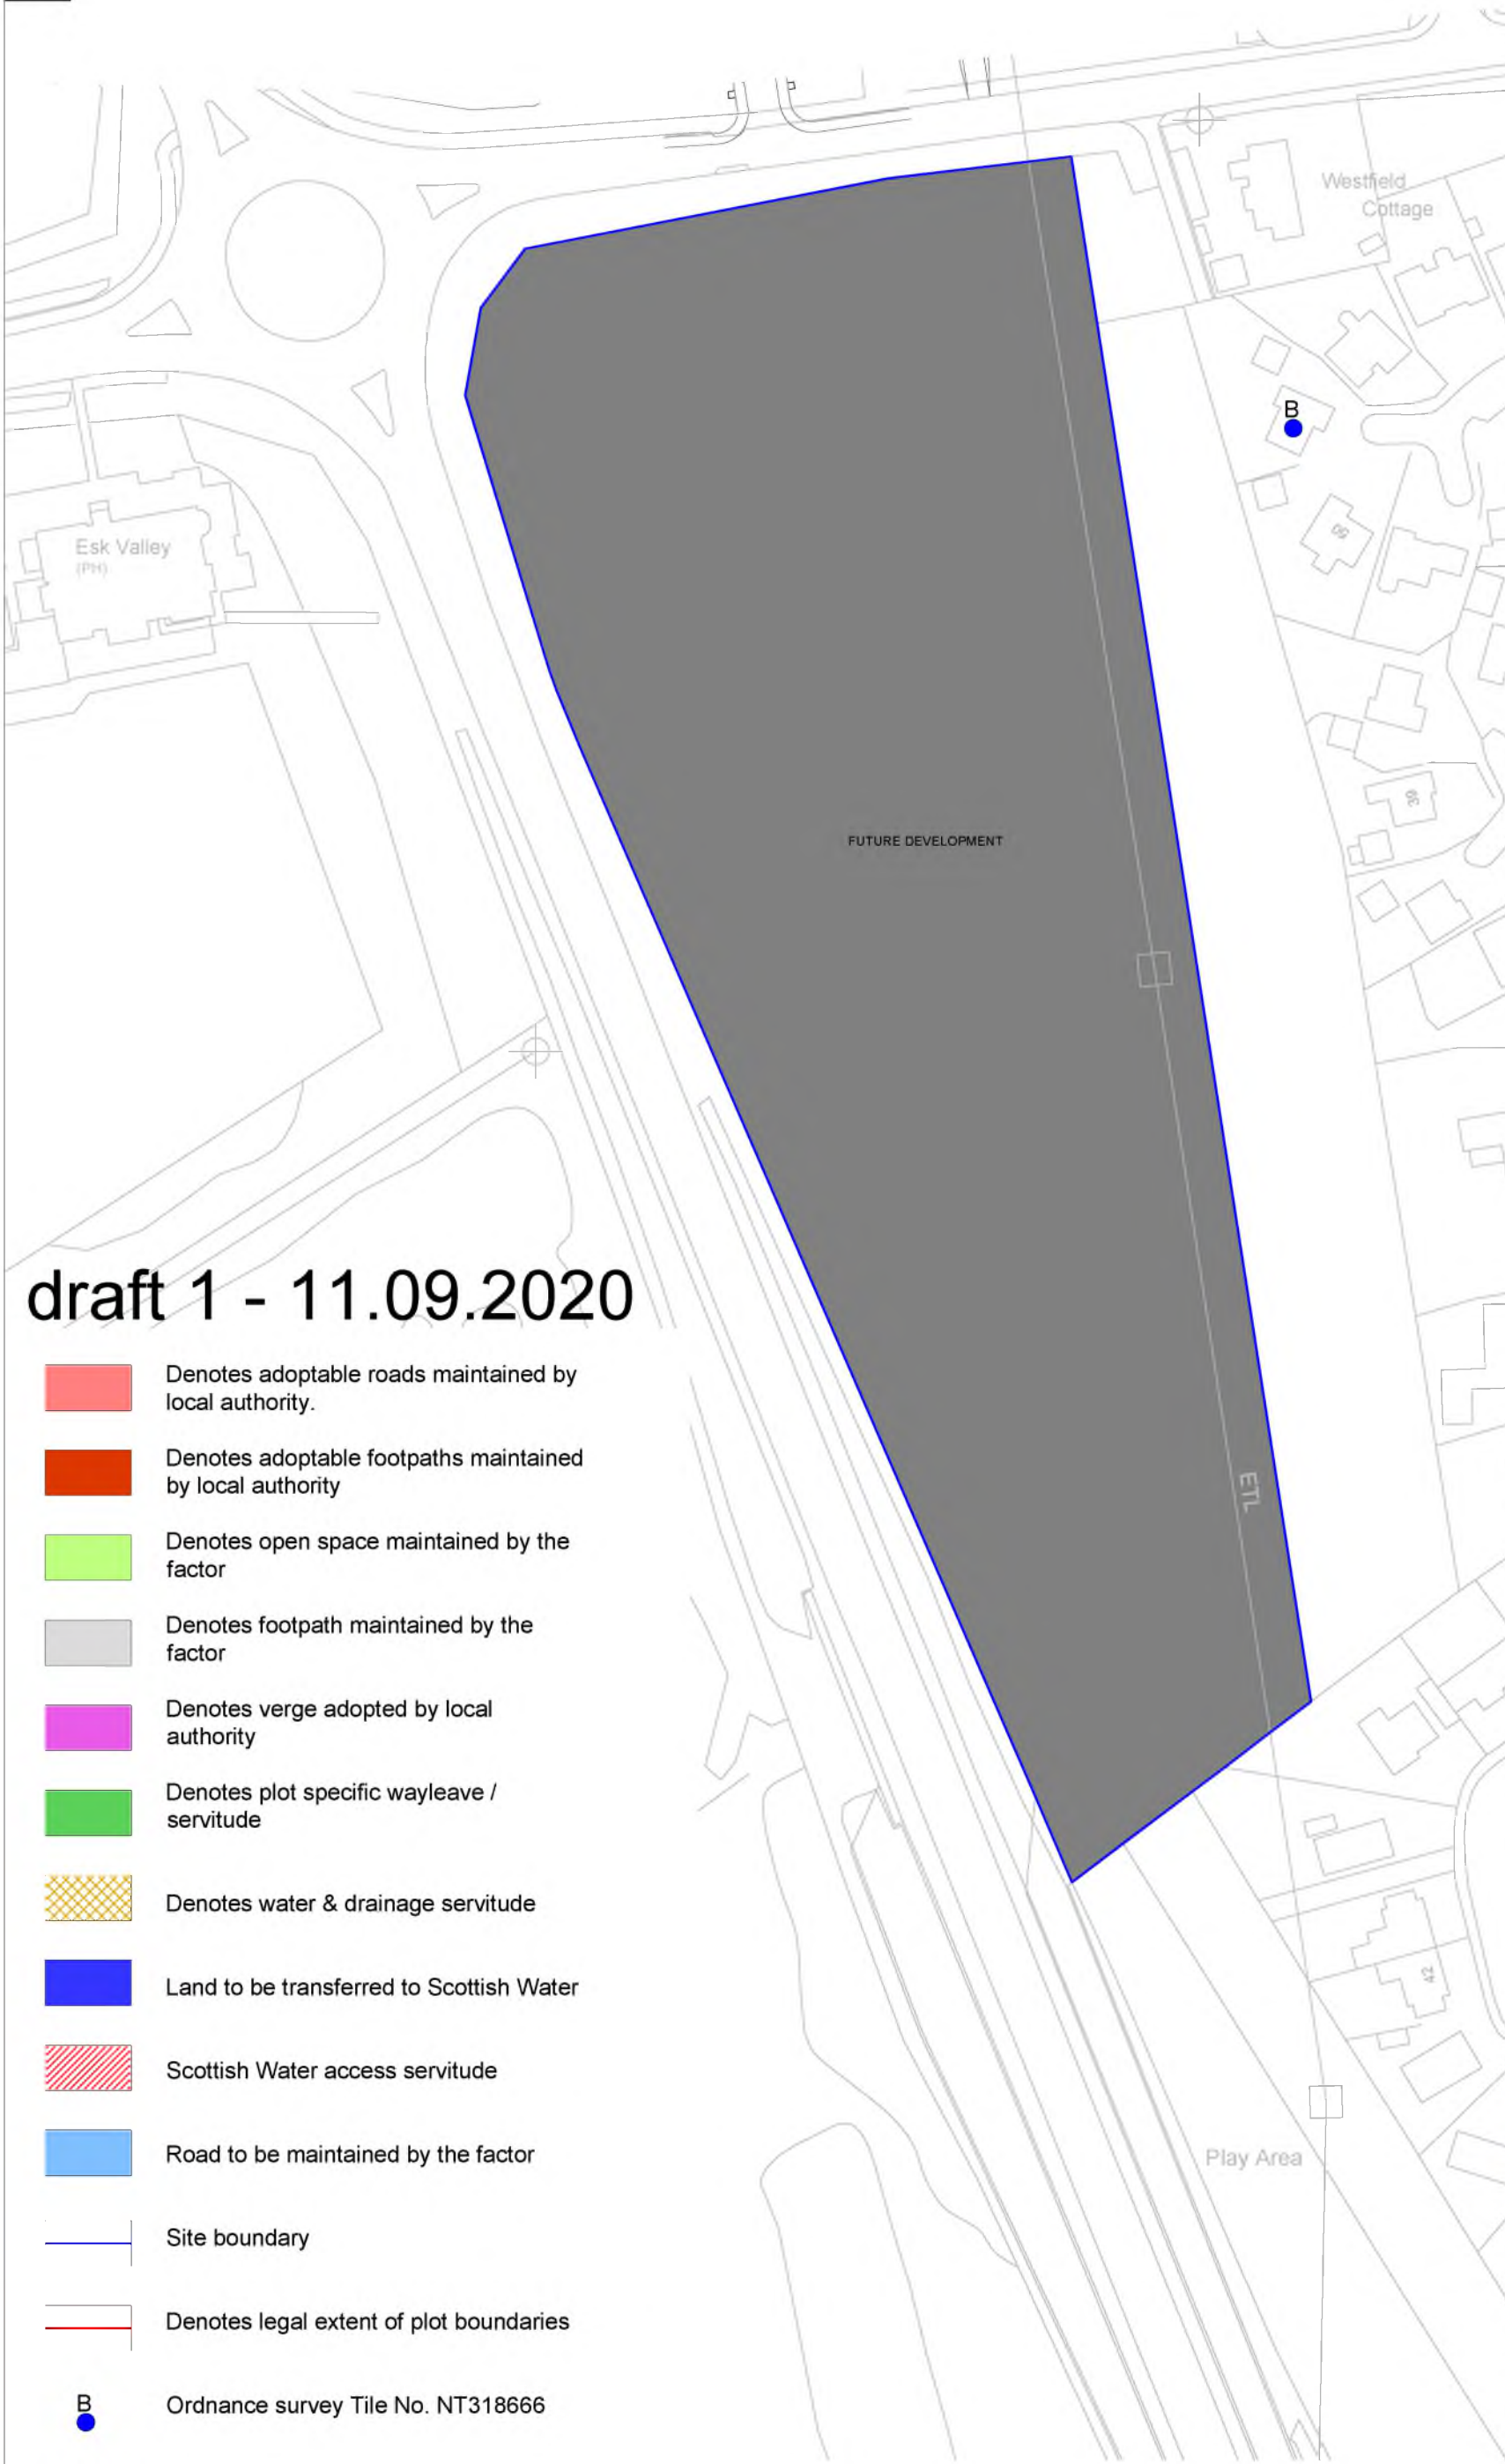 Westfield
Cottage
B
Esk Valley
(PH)
39
FUTURE DEVELOPMENT
ETL
draft 1 - 11.09.2020
Denotes adoptable roads maintained by
local authority.
Denotes adoptable footpaths maintained
by local authority
Denotes open space maintained by the
factor
Denotes footpath maintained by the
factor
Denotes verge adopted by local
authority
Denotes plot specific wayleave /
servitude
Denotes water & drainage servitude
Land to be transferred to Scottish Water
Scottish Water access servitude
Road to be maintained by the factor
Site boundary
Denotes legal extent of plot boundaries
B
Ordnance survey Tile No. NT318666
42
Play Area